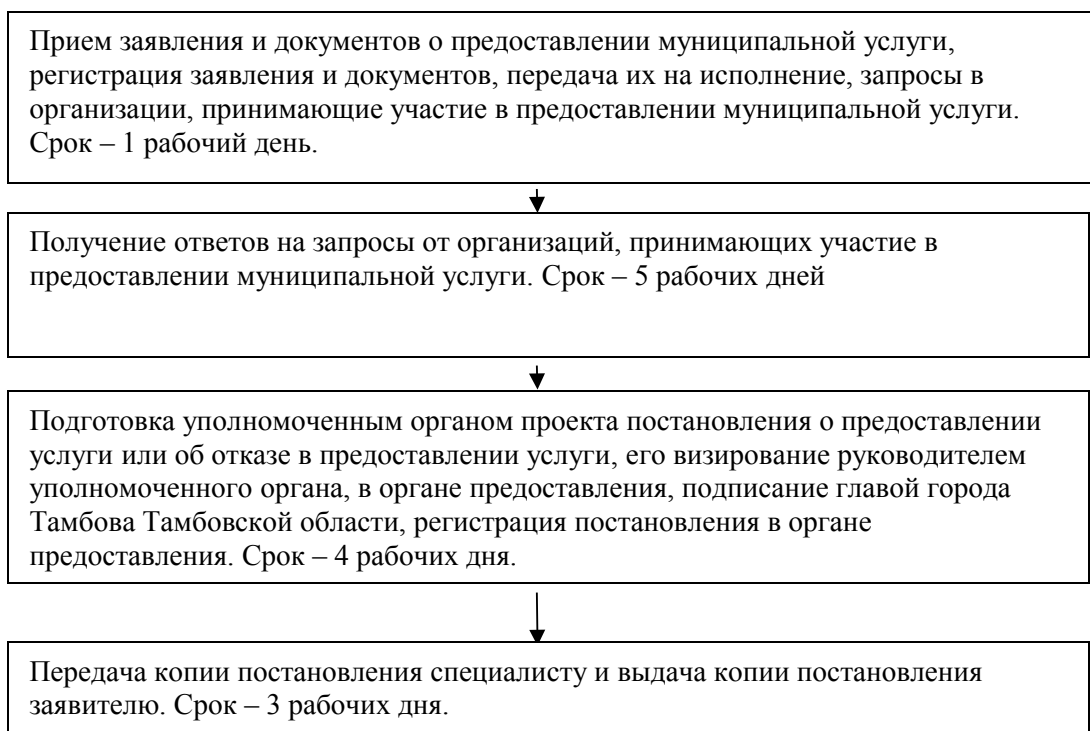 Прием заявления и документов о предоставлении муниципальной услуги,
регистрация заявления и документов, передача их на исполнение, запросы в
организации, принимающие участие в предоставлении муниципальной услуги.
Срок – 1 рабочий день.
Получение ответов на запросы от организаций, принимающих участие в
предоставлении муниципальной услуги. Срок – 5 рабочих дней
Подготовка уполномоченным органом проекта постановления о предоставлении
услуги или об отказе в предоставлении услуги, его визирование руководителем
уполномоченного органа, в органе предоставления, подписание главой города
Тамбова Тамбовской области, регистрация постановления в органе
предоставления. Срок – 4 рабочих дня.
Передача копии постановления специалисту и выдача копии постановления
заявителю. Срок – 3 рабочих дня.